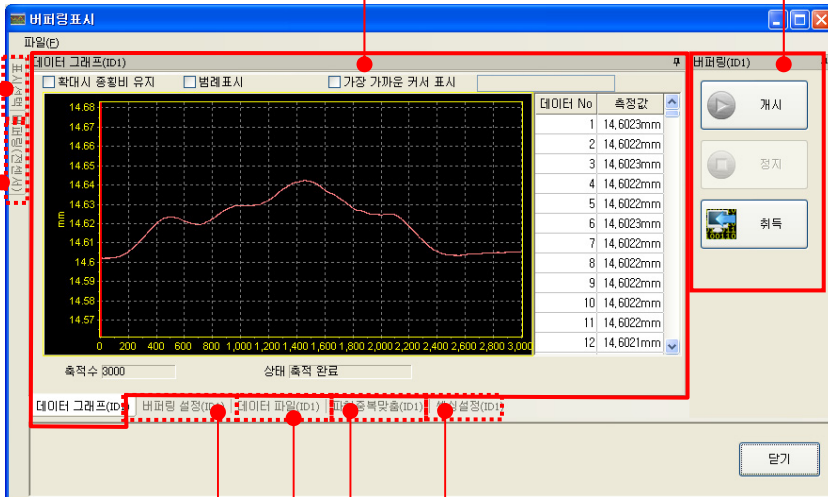 버퍼링표시
파일(F)
데이터 그래프(ID1)
버퍼링(ID1)
확대시 종횡비 유지
범례표시
가장 가까운 커서 표시
mm
14.68
14.67
14.66
14.65
14.64
14.63
14.62
14.61
14.6
14.59
14.58
14.57
0 200 400 600 800 1,000 1,200 1,400 1,600 1,800 2,000 2,200 2,400 2,600 2,800 3,000
데이터 No 측정값
1 14,6023mm
2 14,6022mm
3 14,6023mm
4 14,6022mm
5 14,6022mm
6 14,6023mm
7 14,6022mm
8 14,6022mm
9 14,6022mm
10 14,6022mm
11 14,6022mm
12 14,6021mm
개시
정지
취득
축적수 3000
상태 축적 완료
데이터 그래프(ID1)
버퍼링 설정(ID1)
데이터 파일(ID1)
닫기